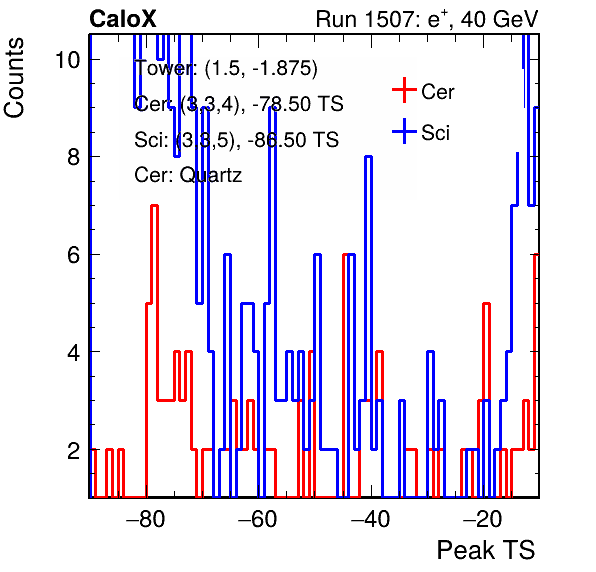 CaloX Run 1507: e+, 40 GeV
Counts
10
Tower: (1.5, -1.875)
Cer: (3,3,4), -78.50 TS
Sci: (3,3,5), -86.50 TS
Cer: Quartz
Cer
Sci
8
6
4
2
−80 −60 −40 −20
Peak TS